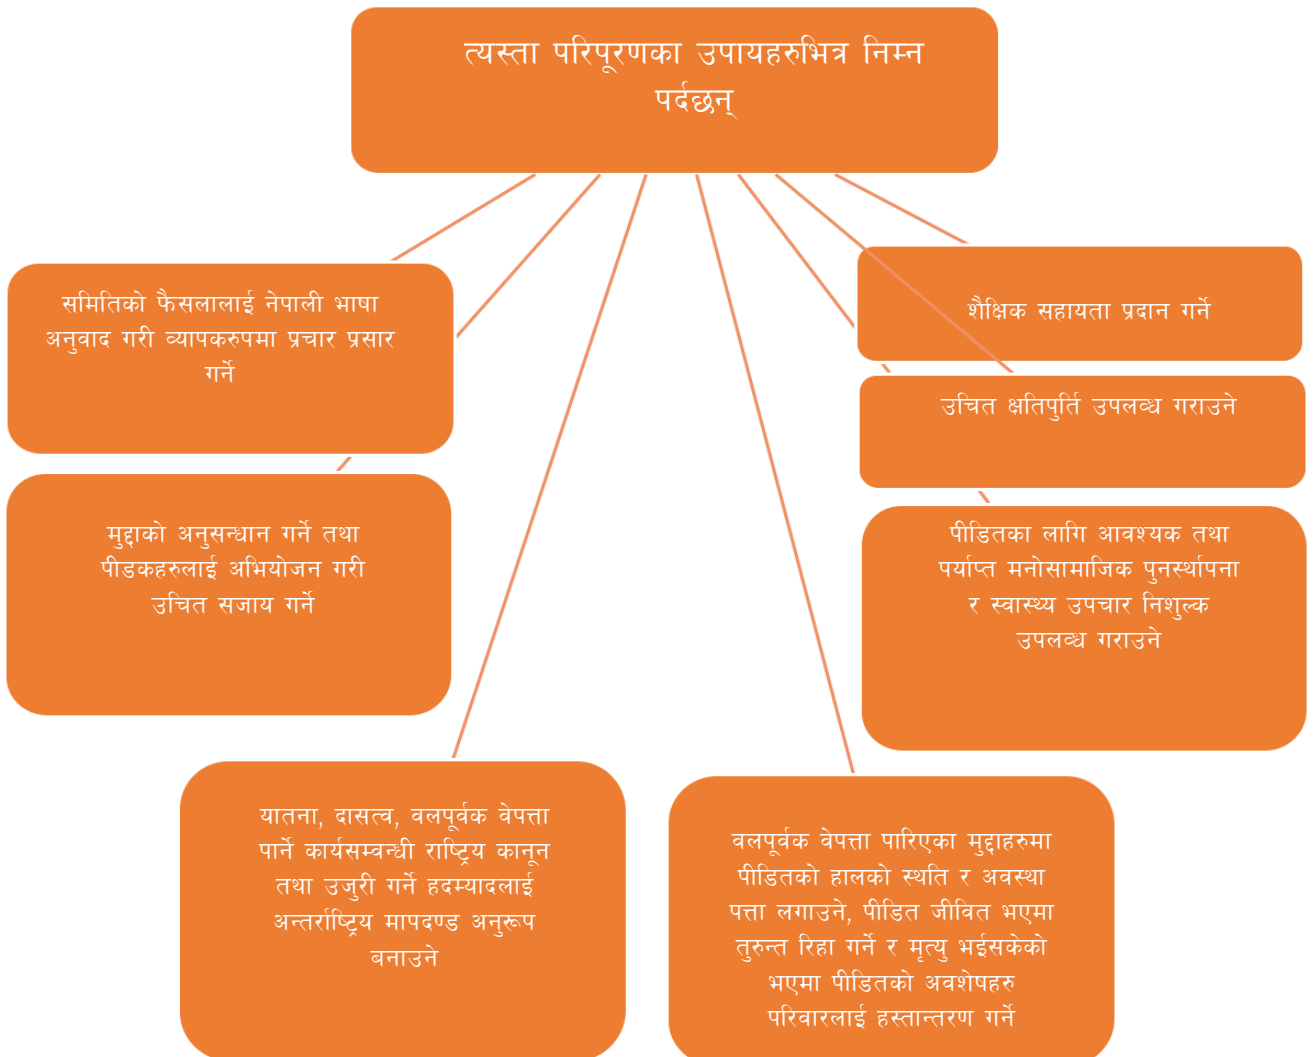 त्यस्ता परिपूरणका उपायहरुभित्र निम्न
पर्दछन्
समितिको फैसलालाई नेपाली भाषा
अनुवाद गरी व्यापकरुपमा प्रचार प्रसार
गर्ने
मुद्दाको अनुसन्धान गर्ने तथा
पीडकहरुलाई अभियोजन गरी
उचित सजाय गर्ने
यातना, दासत्व, वलपूर्वक वेपत्ता
पार्ने कार्यसम्वन्धी राष्ट्रिय कानून
तथा उजुरी गर्ने हदम्यादलाई
अन्तर्राष्ट्रिय मापदण्ड अनुरूप
बनाउने
वलपूर्वक वेपत्ता पारिएका मुद्दाहरुमा
पीडितको हालको स्थति र अवस्था
पत्ता लगाउने, पीडित जीवित भएमा
तुरुन्त रिहा गर्ने र मृत्यु भईसकेको
भएमा पीडितको अवशेषहरु
परिवारलाई हस्तान्तरण गर्ने
पीडितका लागि आवश्यक तथा
पर्याप्त मनोसामाजिक पुनर्स्थापना
र स्वास्थ्य उपचार निशुल्क
उपलव्ध गराउने
उचित क्षतिपुर्ति उपलव्ध गराउने
शैक्षिक सहायता प्रदान गर्ने